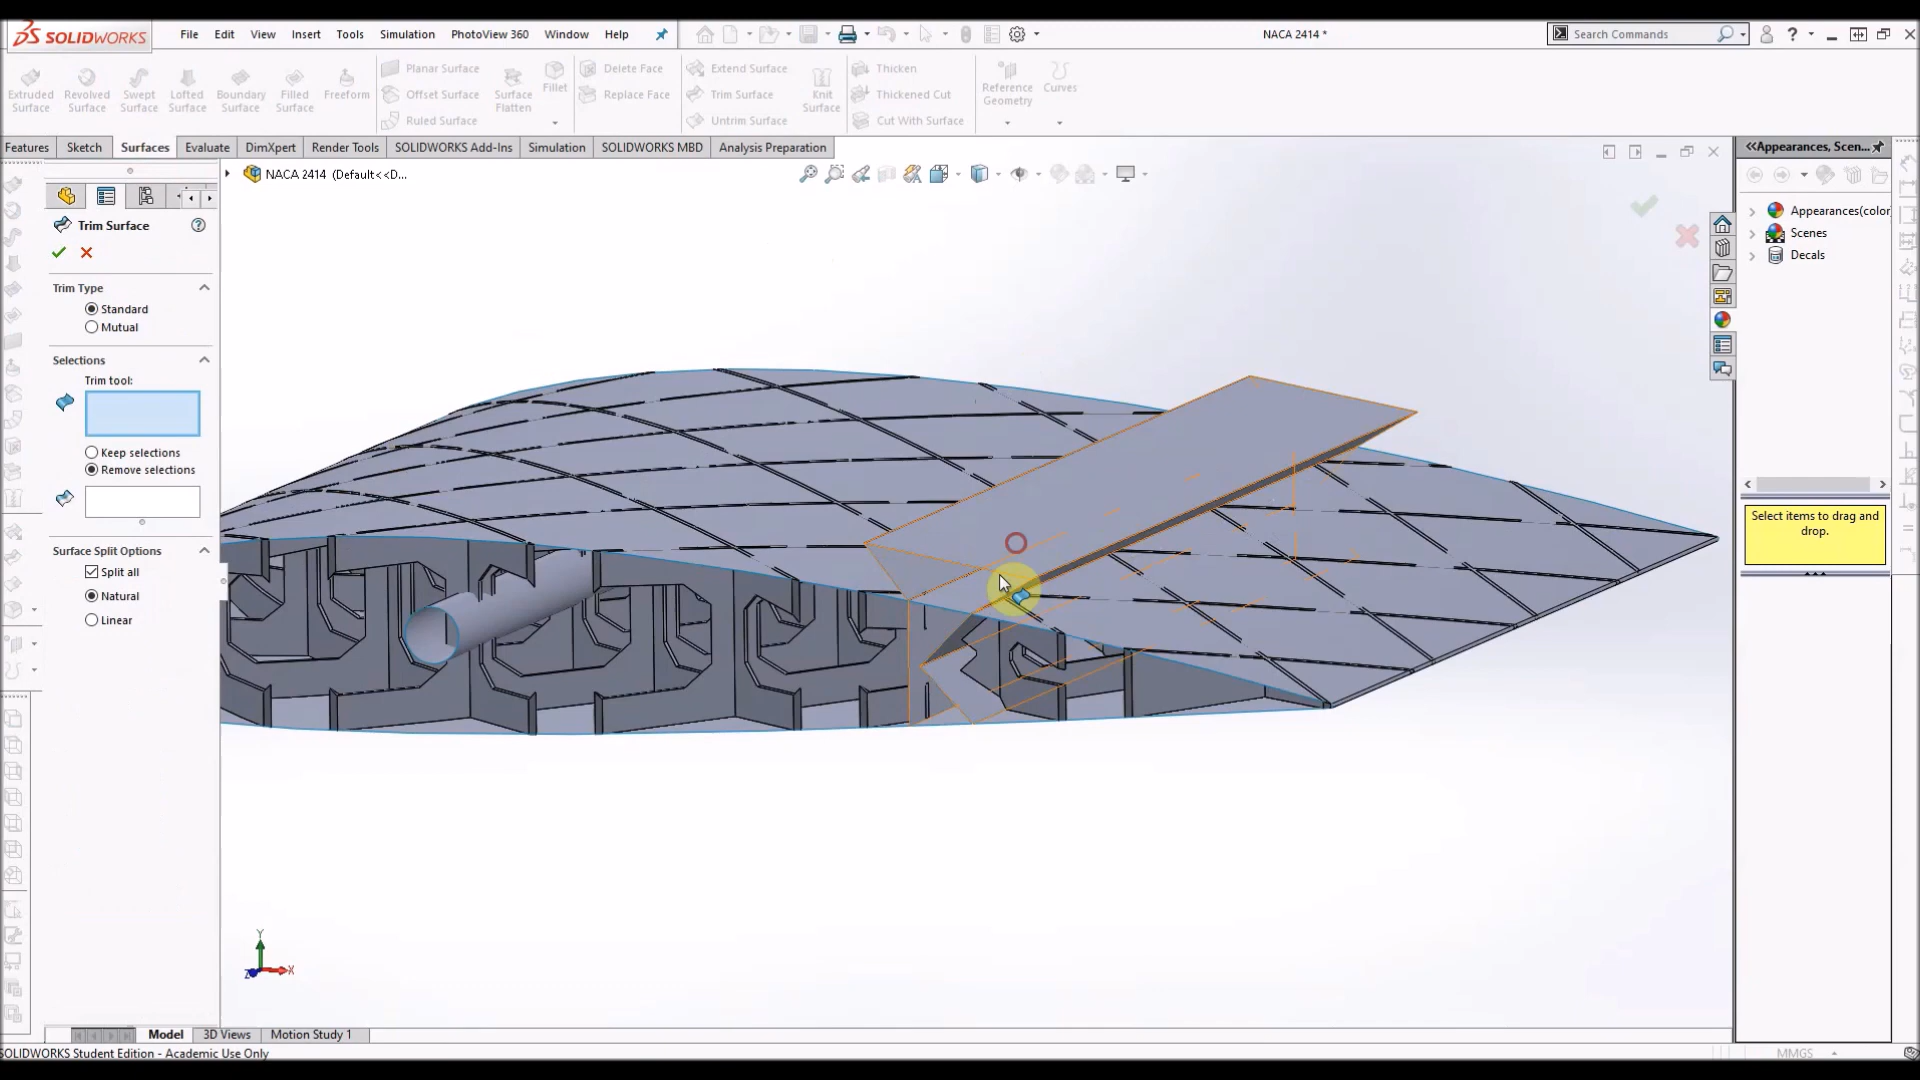 SOLIDWORKS File Edit View Insert Tools Simulation PhotoView 360 Window Help NACA 2414 * Search Commands ?
Extruded Surface
Revolved Surface
Swept Surface
Lofted Surface
Boundary Surface
Filled Surface
Freeform
Planar Surface
Offset Surface
Ruled Surface
Surface Flatten
Fillet
Delete Face
Replace Face
Extend Surface
Trim Surface
Untrim Surface
Knit Surface
Thicken
Thickened Cut
Cut With Surface
Reference Geometry
Curves
Features Sketch Surfaces Evaluate DimXpert Render Tools SOLIDWORKS Add-Ins Simulation SOLIDWORKS MBD Analysis Preparation
NACA 2414 (Default<<D...
Trim Surface
Trim Type
Standard
Mutual
Selections
Trim tool:
Keep selections
Remove selections
Surface Split Options
Split all
Natural
Linear
<<Appearances, Scen...
Appearances(color
Scenes
Decals
Select items to drag and
drop.
Y
Z X
Model 3D Views Motion Study 1
SOLIDWORKS Student Edition - Academic Use Only
MMGS